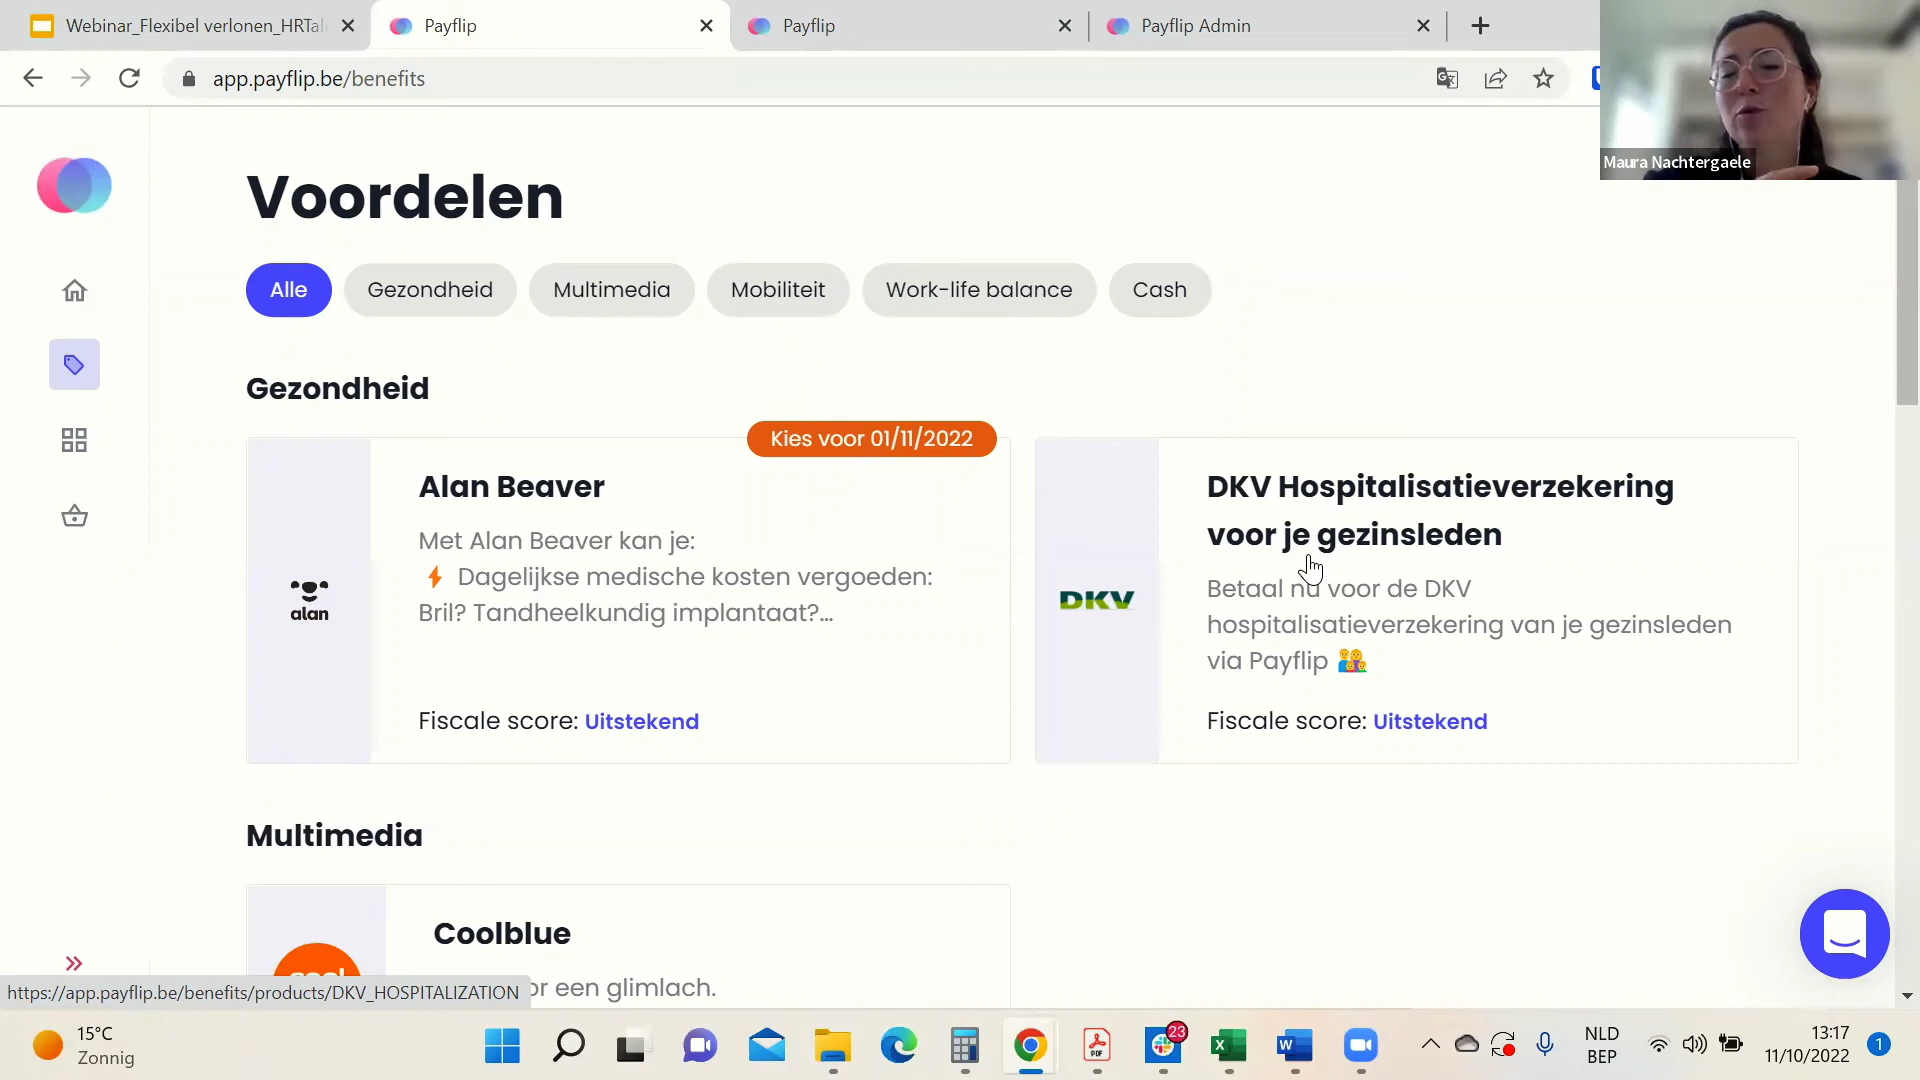 Webinar_Flexibel verlonen_HRTal
Payflip
Payflip
Payflip Admin
app.payflip.be/benefits
Maura Nachtergaele
Voordelen
Alle
Gezondheid
Multimedia
Mobiliteit
Work-life balance
Cash
Gezondheid
Kies voor 01/11/2022
alan
Alan Beaver
Met Alan Beaver kan je:
⚡ Dagelijkse medische kosten vergoeden:
Bril? Tandheelkundig implantaat?...
Fiscale score: Uitstekend
DKV
DKV Hospitalisatieverzekering
voor je gezinsleden
Betaal nu voor de DKV
hospitalisatieverzekering van je gezinsleden
via Payflip 👨‍👩‍👧‍👦
Fiscale score: Uitstekend
Multimedia
Coolblue
or een glimlach.
https://app.payflip.be/benefits/products/DKV_HOSPITALIZATION
15°C
Zonnig
PDF
23
NLD
BEP
13:17
11/10/2022
1